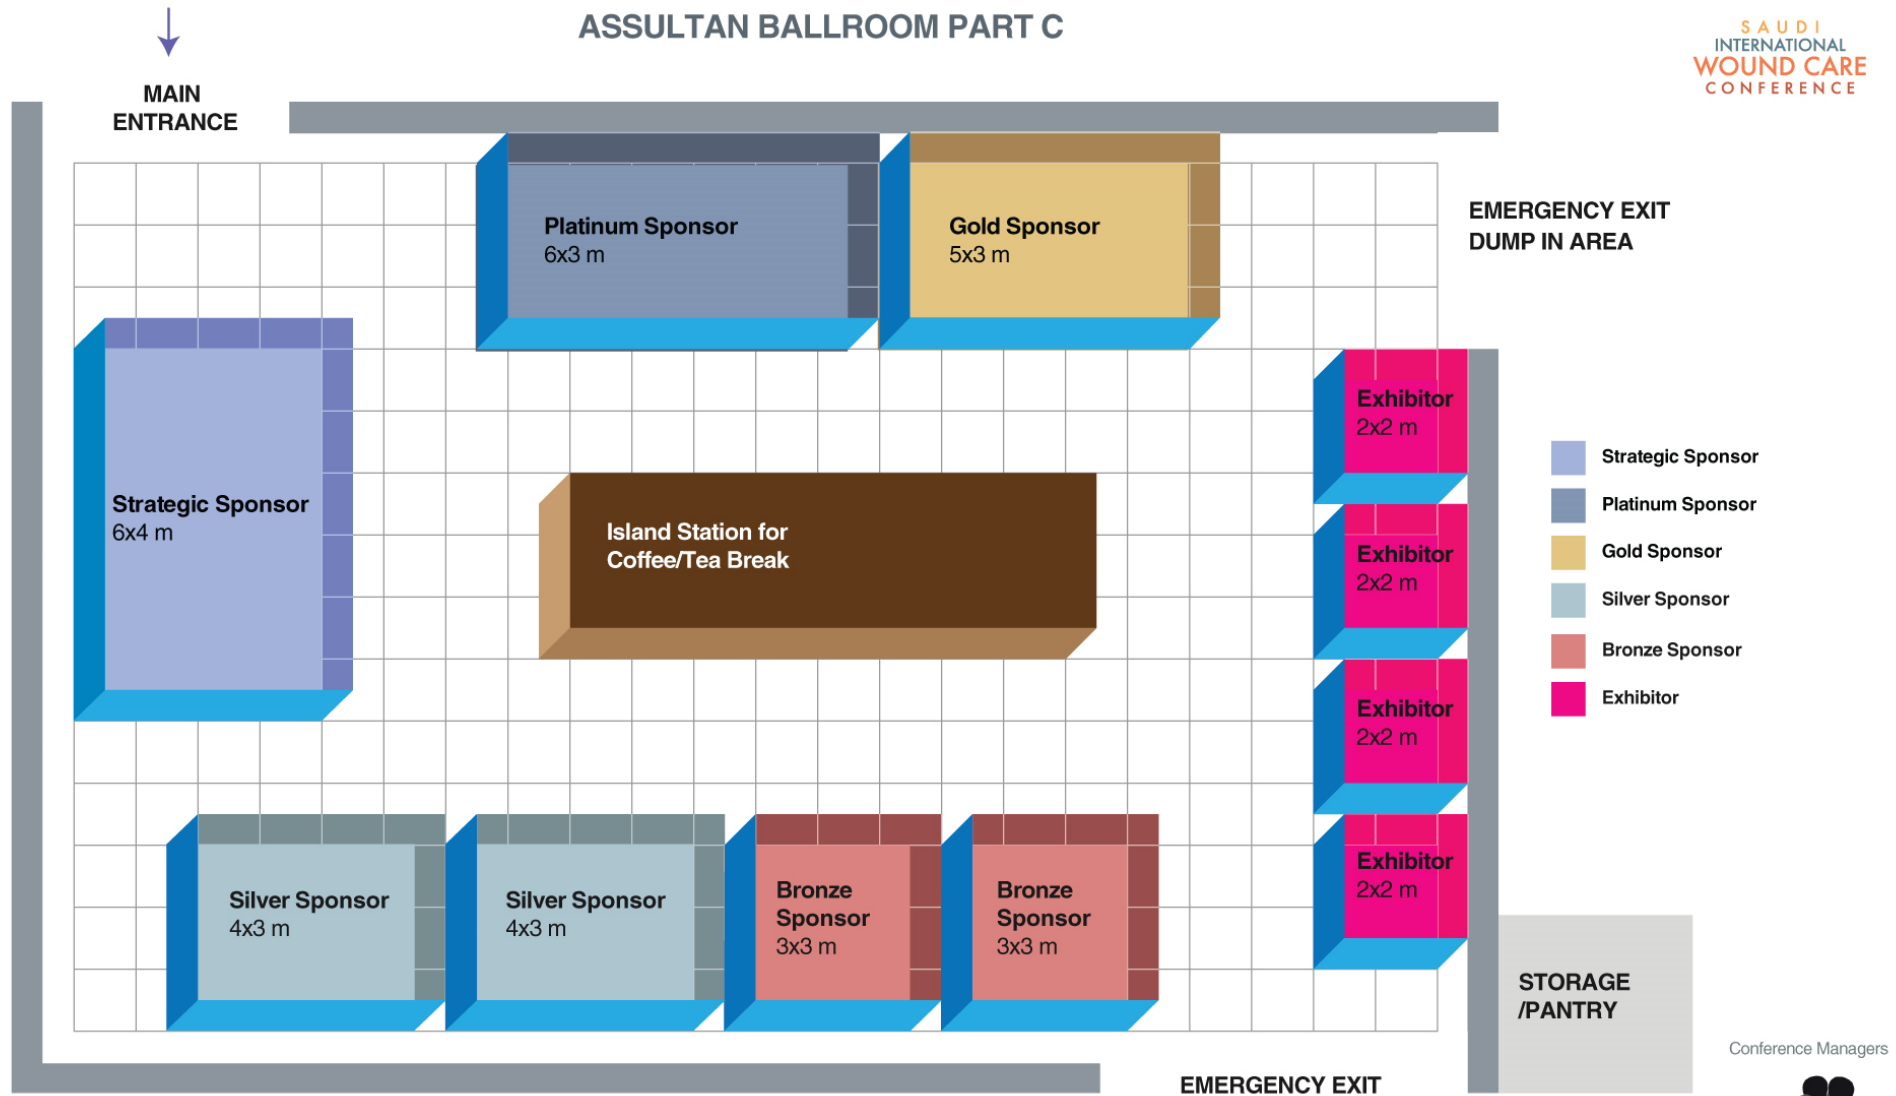 ASSULTAN BALLROOM PART C
SAUDI
INTERNATIONAL
WOUND CARE
CONFERENCE
MAIN
ENTRANCE
Platinum Sponsor
6x3 m
Gold Sponsor
5x3 m
EMERGENCY EXIT
DUMP IN AREA
Strategic Sponsor
6x4 m
Island Station for
Coffee/Tea Break
Exhibitor
2x2 m
Exhibitor
2x2 m
Exhibitor
2x2 m
Exhibitor
2x2 m
Strategic Sponsor
Platinum Sponsor
Gold Sponsor
Silver Sponsor
Bronze Sponsor
Exhibitor
Silver Sponsor
4x3 m
Silver Sponsor
4x3 m
Bronze
Sponsor
3x3 m
Bronze
Sponsor
3x3 m
STORAGE
/PANTRY
Conference Managers
EMERGENCY EXIT